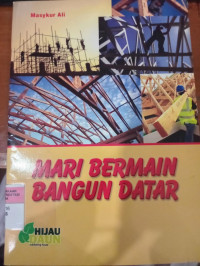 Masykur Ali
MARI BERMAIN
BANGUN DATAR
HIJAU
DAUN